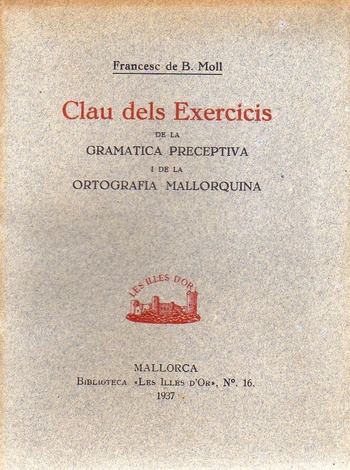 Francesc de B. Moll
Clau dels Exercicis
DE LA
GRAMATICA PRECEPTIVA
I DE LA
ORTOGRAFIA MALLORQUINA
LES ILLES D'OR
MALLORCA
BIBLIOTECA «LES ILLES D'OR», Nº. 16.
1937